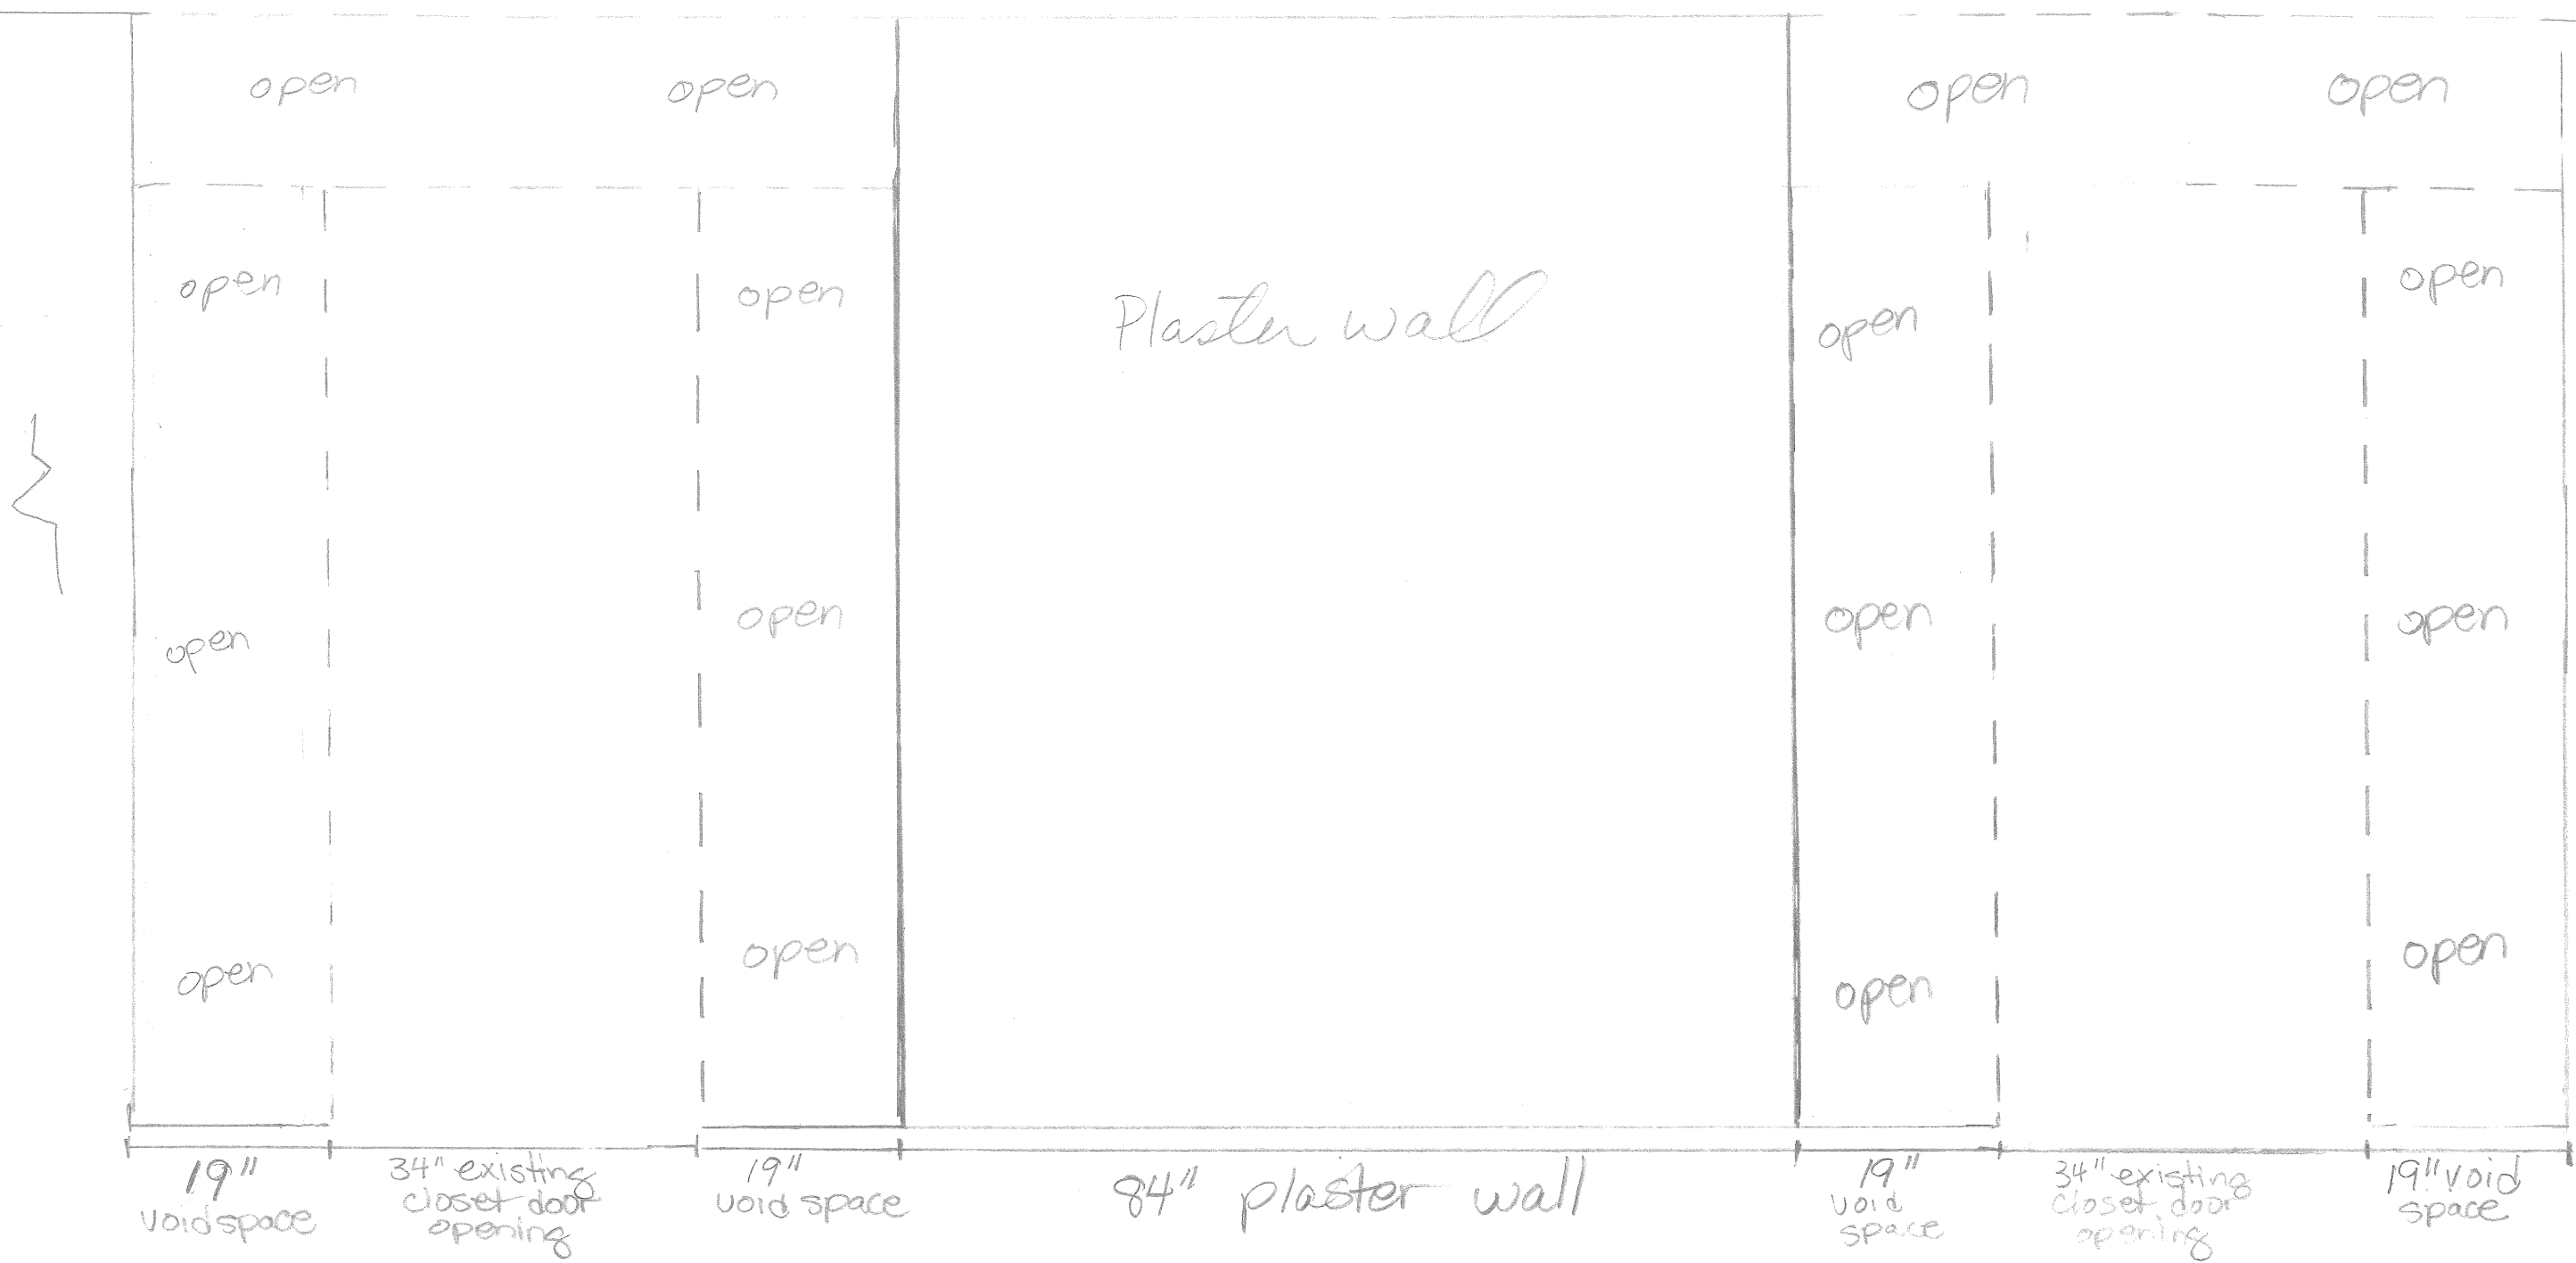 open
open
open
open
open
open
Plaster wall
open
open
open
open
open
open
open
open
open
open
19"
void space
34" existing
closet door
opening
19"
void space
84" plaster wall
19"
void
space
34" existing
closet door
opening
19" void
space